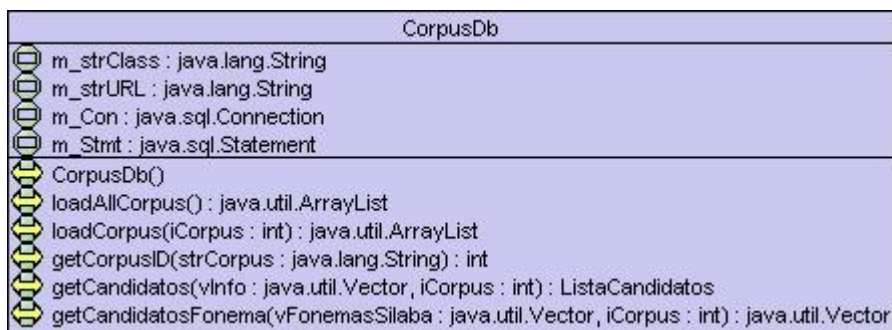 CorpusDb
m_strClass : java.lang.String
m_strURL : java.lang.String
m_Con : java.sql.Connection
m_Stmt : java.sql.Statement
CorpusDb()
loadAllCorpus() : java.util.ArrayList
loadCorpus(iCorpus : int) : java.util.ArrayList
getCorpusID(strCorpus : java.lang.String) : int
getCandidatos(vInfo : java.util.Vector, iCorpus : int) : ListaCandidatos
getCandidatosFonema(vFonemasSilaba : java.util.Vector, iCorpus : int) : java.util.Vector